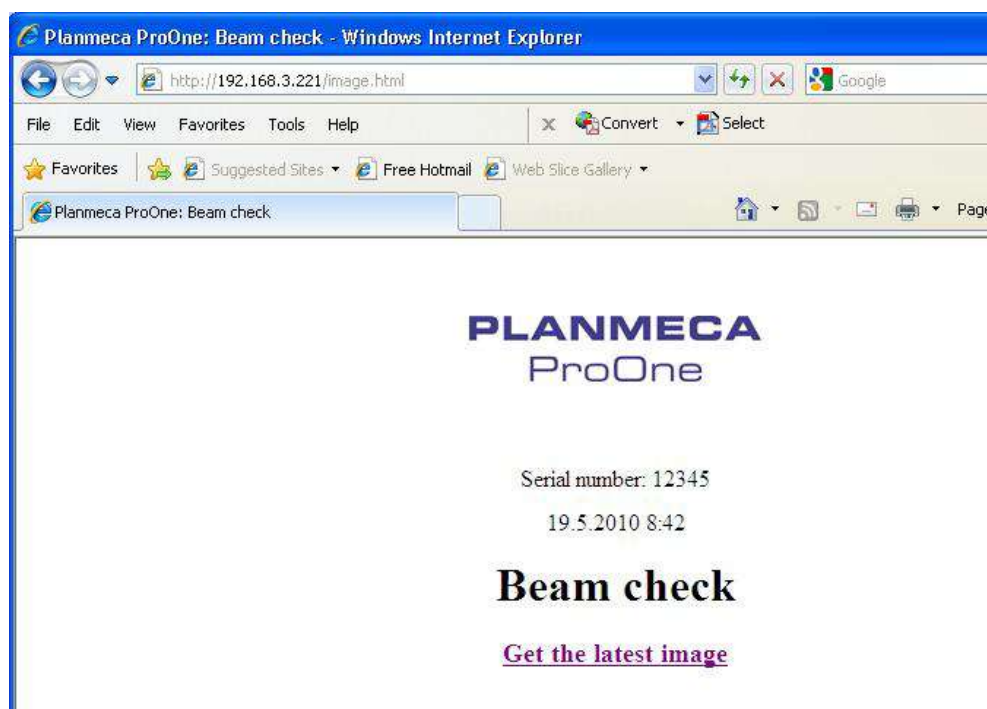 Planmeca ProOne: Beam check - Windows Internet Explorer
http://192.168.3.221/image.html Google
File Edit View Favorites Tools Help x Convert Select
Favorites Suggested Sites Free Hotmail Web Slice Gallery
Planmeca ProOne: Beam check Page
PLANMECA
ProOne
Serial number: 12345
19.5.2010 8:42
Beam check
Get the latest image